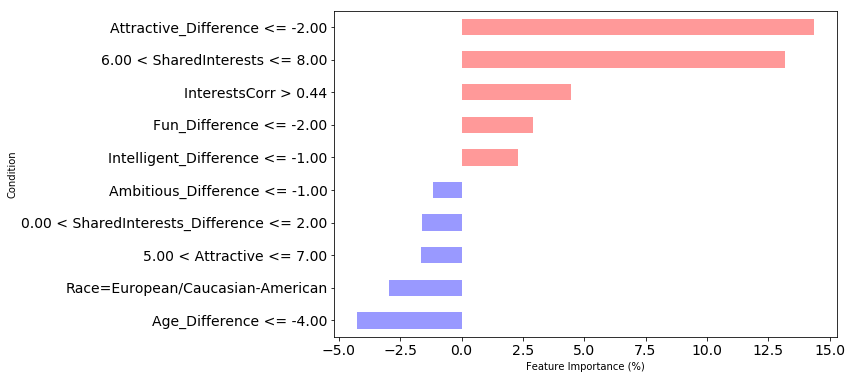 Attractive_Difference <= -2.00
6.00 < SharedInterests <= 8.00
InterestsCorr > 0.44
Fun_Difference <= -2.00
Intelligent_Difference <= -1.00
Ambitious_Difference <= -1.00
0.00 < SharedInterests_Difference <= 2.00
5.00 < Attractive <= 7.00
Race=European/Caucasian-American
Age_Difference <= -4.00
Condition
−5.0 −2.5 0.0 2.5 5.0 7.5 10.0 12.5 15.0
Feature Importance (%)